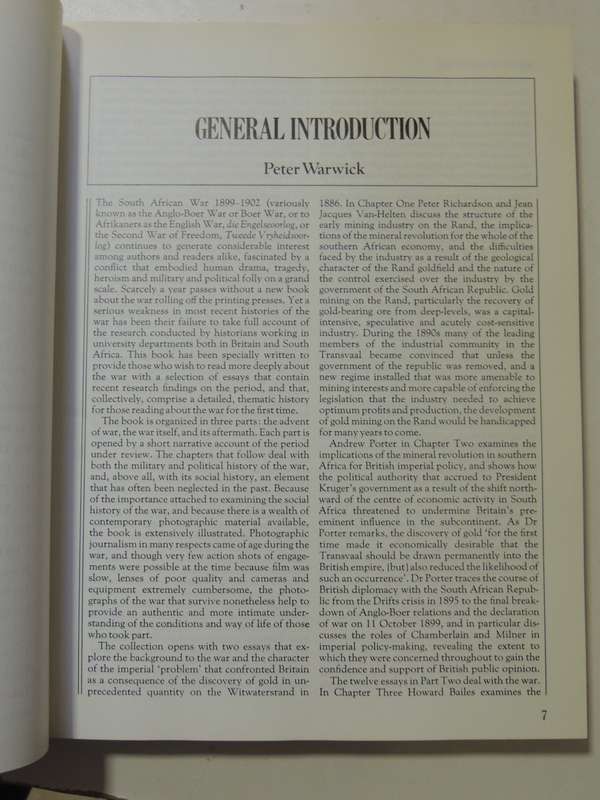 GENERAL INTRODUCTION
Peter Warwick
The South African War 1899–1902 (variously
known as the Anglo-Boer War or Boer War, or to
Afrikaners as the English War, die Engelseoorlog, or
the Second War of Freedom, Tweede Vryheidsoor-
log) continues to generate considerable interest
among authors and readers alike, fascinated by a
conflict that embodied human drama, tragedy,
heroism and military and political folly on a grand
scale. Scarcely a year passes without a new book
about the war rolling off the printing presses. Yet a
serious weakness in most recent histories of the
war has been their failure to take full account of
the research conducted by historians working in
university departments both in Britain and South
Africa. This book has been specially written to
provide those who wish to read more deeply about
the war with a selection of essays that contain
recent research findings on the period, and that,
collectively, comprise a detailed, thematic history
for those reading about the war for the first time.
The book is organized in three parts: the advent
of war, the war itself, and its aftermath. Each part is
opened by a short narrative account of the period
under review. The chapters that follow deal with
both the military and political history of the war,
and, above all, with its social history, an element
that has often been neglected in the past. Because
of the importance attached to examining the social
history of the war, and because there is a wealth of
contemporary photographic material available,
the book is extensively illustrated. Photographic
journalism in many respects came of age during the
war, and though very few action shots of engage-
ments were possible at the time because film was
slow, lenses of poor quality and cameras and
equipment extremely cumbersome, the photo-
graphs of the war that survive nonetheless help to
provide an authentic and more intimate under-
standing of the conditions and way of life of those
who took part.
The collection opens with two essays that ex-
plore the background to the war and the character
of the imperial 'problem' that confronted Britain
as a consequence of the discovery of gold in un-
precedented quantity on the Witwatersrand in
1886. In Chapter One Peter Richardson and Jean
Jacques Van-Helten discuss the structure of the
early mining industry on the Rand, the implica-
tions of the mineral revolution for the whole of the
southern African economy, and the difficulties
faced by the industry as a result of the geological
character of the Rand goldfield and the nature of
the control exercised over the industry by the
government of the South African Republic. Gold
mining on the Rand, particularly the recovery of
gold-bearing ore from deep-levels, was a capital-
intensive, speculative and acutely cost-sensitive
industry. During the 1890s many of the leading
members of the industrial community in the
Transvaal became convinced that unless the
government of the republic was removed, and a
new regime installed that was more amenable to
mining interests and more capable of enforcing the
legislation that the industry needed to achieve
optimum profits and production, the development
of gold mining on the Rand would be handicapped
for many years to come.
Andrew Porter in Chapter Two examines the
implications of the mineral revolution in southern
Africa for British imperial policy, and shows how
the political authority that accrued to President
Kruger's government as a result of the shift north-
ward of the centre of economic activity in South
Africa threatened to undermine Britain's pre-
eminent influence in the subcontinent. As Dr
Porter remarks, the discovery of gold 'for the first
time made it economically desirable that the
Transvaal should be drawn permanently into the
British empire, [but] also reduced the likelihood of
such an occurrence'. Dr Porter traces the course of
British diplomacy with the South African Repub-
lic from the Drifts crisis in 1895 to the final break-
down of Anglo-Boer relations and the declaration
of war on 11 October 1899, and in particular dis-
cusses the roles of Chamberlain and Milner in
imperial policy-making, revealing the extent to
which they were concerned throughout to gain the
confidence and support of British public opinion.
The twelve essays in Part Two deal with the war.
In Chapter Three Howard Bailes examines the
7